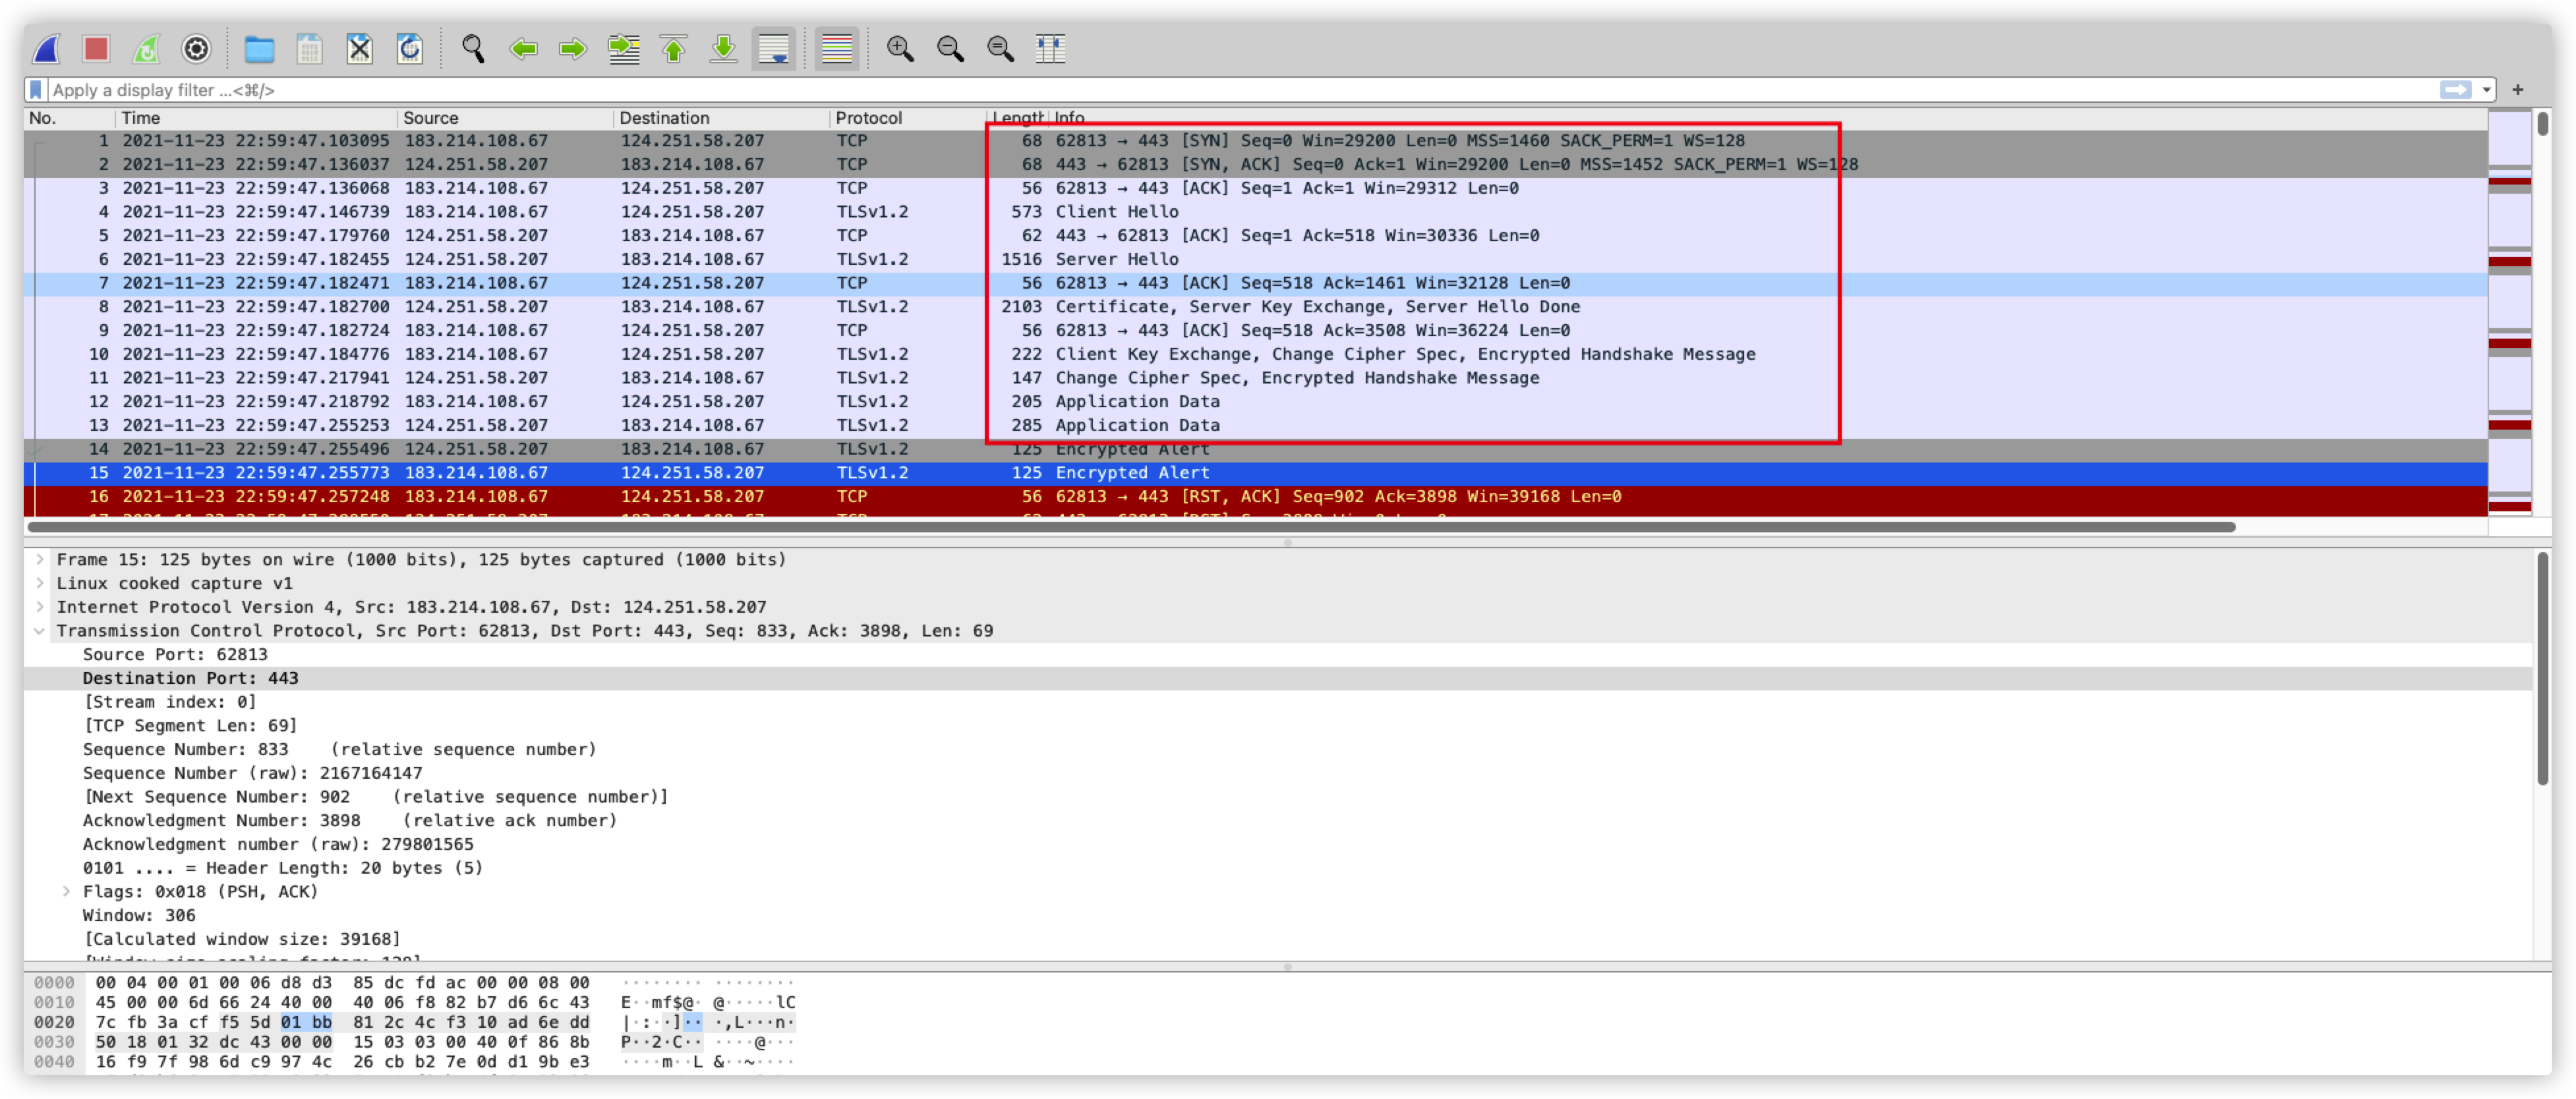 Apply a display filter ...<⌘/>
No. Time Source Destination Protocol Length Info
1 2021-11-23 22:59:47.103095 183.214.108.67 124.251.58.207 TCP 68 62813 → 443 [SYN] Seq=0 Win=29200 Len=0 MSS=1460 SACK_PERM=1 WS=128
2 2021-11-23 22:59:47.136037 124.251.58.207 183.214.108.67 TCP 68 443 → 62813 [SYN, ACK] Seq=0 Ack=1 Win=29200 Len=0 MSS=1452 SACK_PERM=1 WS=128
3 2021-11-23 22:59:47.136068 183.214.108.67 124.251.58.207 TCP 56 62813 → 443 [ACK] Seq=1 Ack=1 Win=29312 Len=0
4 2021-11-23 22:59:47.146739 183.214.108.67 124.251.58.207 TLSv1.2 573 Client Hello
5 2021-11-23 22:59:47.179760 124.251.58.207 183.214.108.67 TCP 62 443 → 62813 [ACK] Seq=1 Ack=518 Win=30336 Len=0
6 2021-11-23 22:59:47.182455 124.251.58.207 183.214.108.67 TLSv1.2 1516 Server Hello
7 2021-11-23 22:59:47.182471 183.214.108.67 124.251.58.207 TCP 56 62813 → 443 [ACK] Seq=518 Ack=1461 Win=32128 Len=0
8 2021-11-23 22:59:47.182700 124.251.58.207 183.214.108.67 TLSv1.2 2103 Certificate, Server Key Exchange, Server Hello Done
9 2021-11-23 22:59:47.182724 183.214.108.67 124.251.58.207 TCP 56 62813 → 443 [ACK] Seq=518 Ack=3508 Win=36224 Len=0
10 2021-11-23 22:59:47.184776 183.214.108.67 124.251.58.207 TLSv1.2 222 Client Key Exchange, Change Cipher Spec, Encrypted Handshake Message
11 2021-11-23 22:59:47.217941 124.251.58.207 183.214.108.67 TLSv1.2 147 Change Cipher Spec, Encrypted Handshake Message
12 2021-11-23 22:59:47.218792 183.214.108.67 124.251.58.207 TLSv1.2 205 Application Data
13 2021-11-23 22:59:47.255253 124.251.58.207 183.214.108.67 TLSv1.2 285 Application Data
14 2021-11-23 22:59:47.255496 124.251.58.207 183.214.108.67 TLSv1.2 125 Encrypted Alert
15 2021-11-23 22:59:47.255773 183.214.108.67 124.251.58.207 TLSv1.2 125 Encrypted Alert
16 2021-11-23 22:59:47.257248 183.214.108.67 124.251.58.207 TCP 56 62813 → 443 [RST, ACK] Seq=902 Ack=3898 Win=39168 Len=0
Frame 15: 125 bytes on wire (1000 bits), 125 bytes captured (1000 bits)
Linux cooked capture v1
Internet Protocol Version 4, Src: 183.214.108.67, Dst: 124.251.58.207
Transmission Control Protocol, Src Port: 62813, Dst Port: 443, Seq: 833, Ack: 3898, Len: 69
Source Port: 62813
Destination Port: 443
[Stream index: 0]
[TCP Segment Len: 69]
Sequence Number: 833 (relative sequence number)
Sequence Number (raw): 2167164147
[Next Sequence Number: 902 (relative sequence number)]
Acknowledgment Number: 3898 (relative ack number)
Acknowledgment number (raw): 279801565
0101 .... = Header Length: 20 bytes (5)
Flags: 0x018 (PSH, ACK)
Window: 306
[Calculated window size: 39168]
0000 00 04 00 01 00 06 d8 d3 85 dc fd ac 00 00 08 00 ········ ········
0010 45 00 00 6d 66 24 40 00 40 06 f8 82 b7 d6 6c 43 E··mf$@· @·····lC
0020 7c fb 3a cf f5 5d 01 bb 81 2c 4c f3 10 ad 6e dd |·:··]·· ·,L···n·
0030 50 18 01 32 dc 43 00 00 15 03 03 00 40 0f 86 8b P··2·C·· ····@···
0040 16 f9 7f 98 6d c9 97 4c 26 cb b2 7e 0d d1 9b e3 ····m··L &··~····